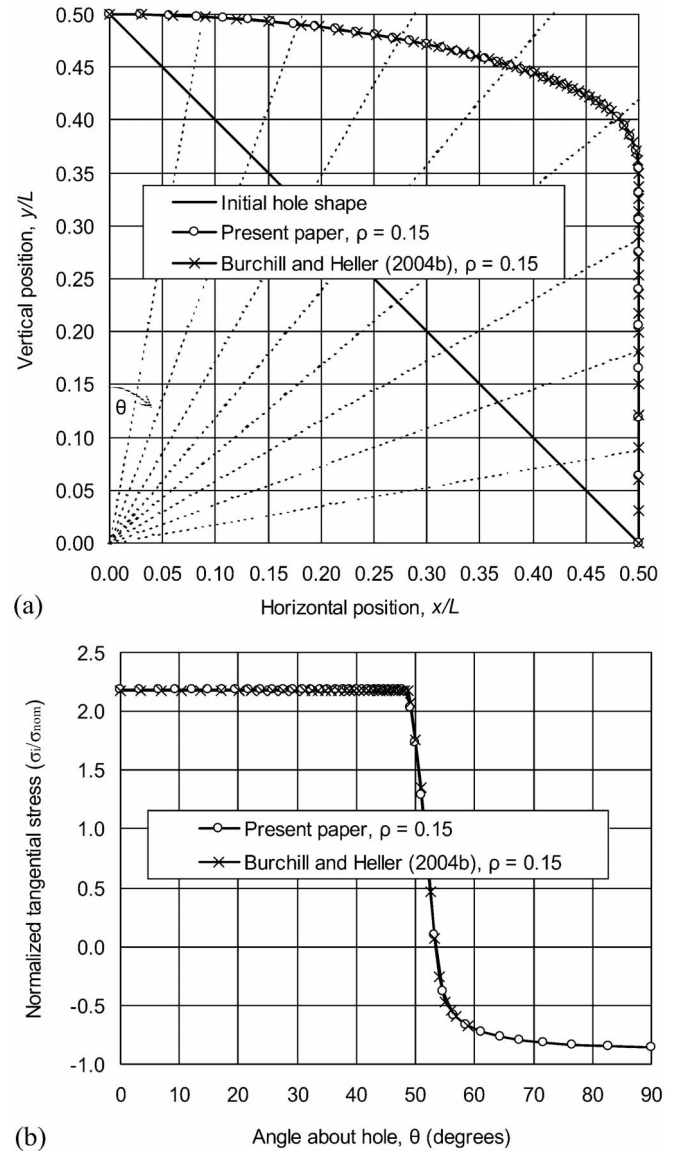 0.50
0.45
0.40
0.35
0.30
0.25
0.20
0.15
0.10
0.05
0.00
Vertical position, y/L
Initial hole shape
Present paper, ρ = 0.15
Burchill and Heller (2004b), ρ = 0.15
θ
0.00 0.05 0.10 0.15 0.20 0.25 0.30 0.35 0.40 0.45 0.50
(a)
Horizontal position, x/L
2.5
2.0
1.5
1.0
0.5
0.0
-0.5
-1.0
Normalized tangential stress (σi/σnom)
Present paper, ρ = 0.15
Burchill and Heller (2004b), ρ = 0.15
0 10 20 30 40 50 60 70 80 90
(b)
Angle about hole, θ (degrees)